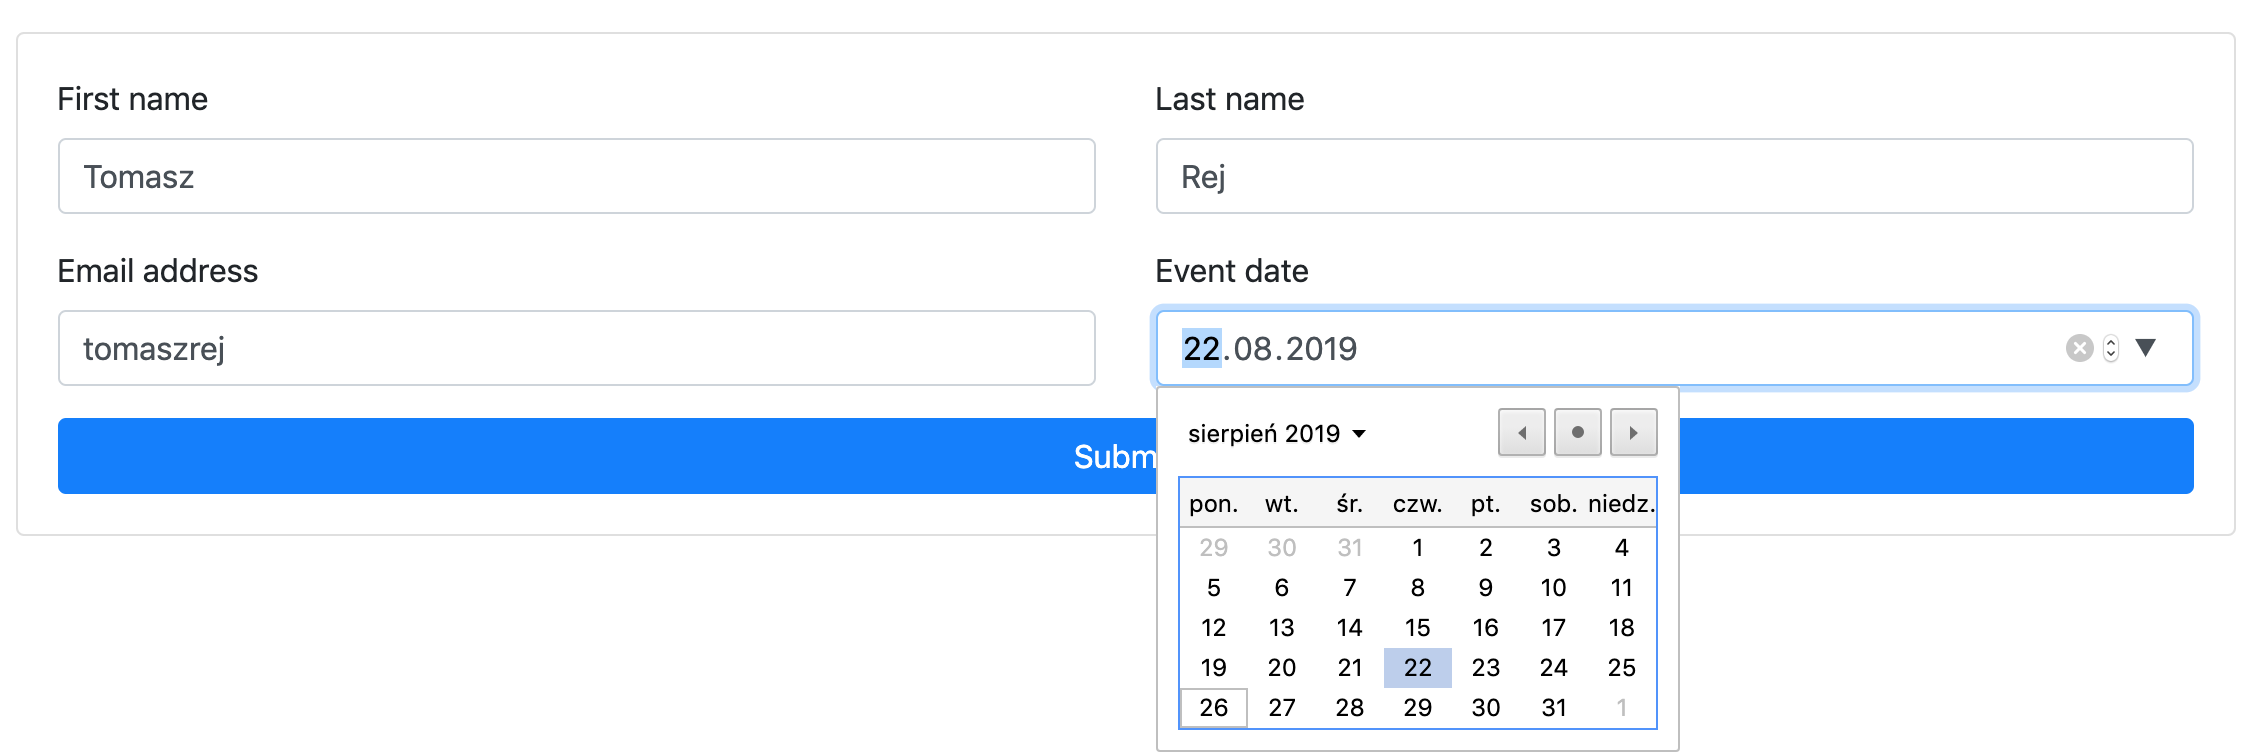 First name
Last name
Tomasz
Rej
Email address
Event date
tomaszrej
22.08.2019
Subm
sierpień 2019
pon. wt. śr. czw. pt. sob. niedz.
29 30 31 1 2 3 4
5 6 7 8 9 10 11
12 13 14 15 16 17 18
19 20 21 22 23 24 25
26 27 28 29 30 31 1